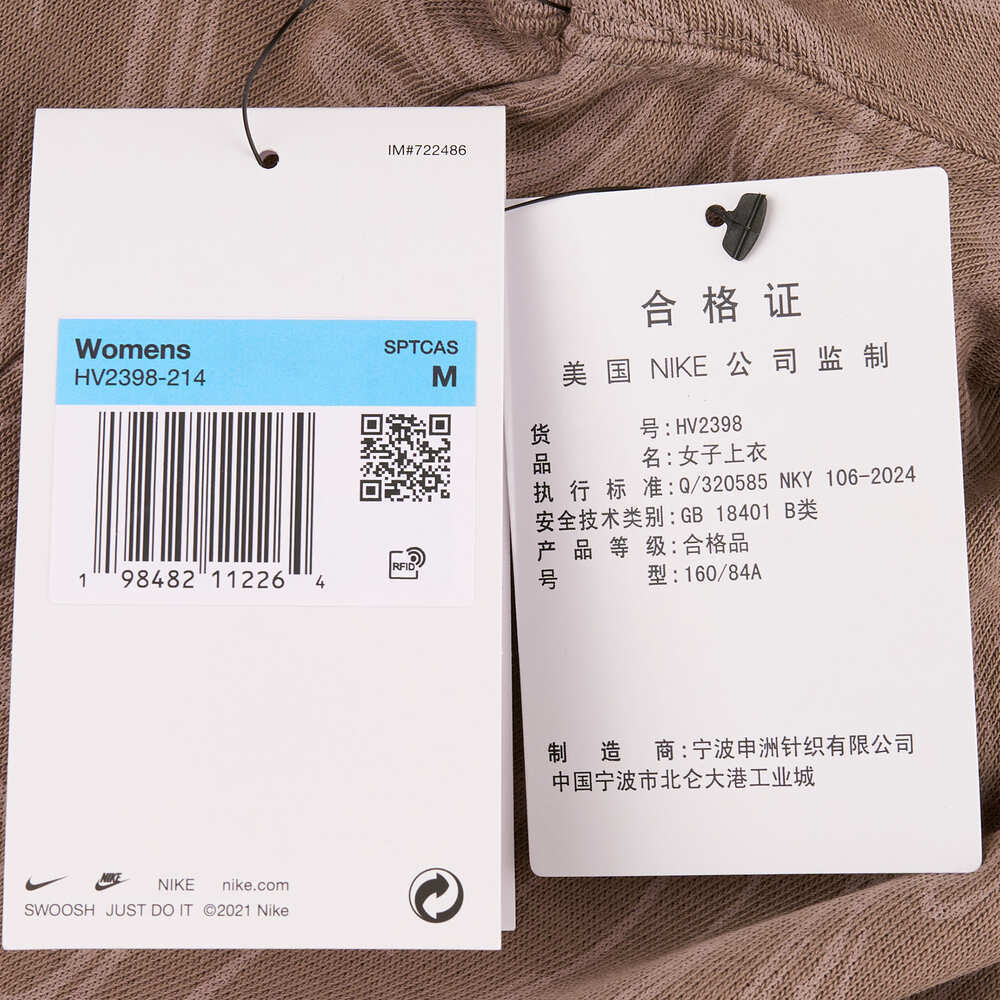 IM#722486
Womens SPTCAS
HV2398-214 M
1 98482 11226 4
RFID
NIKE NIKE nike.com
SWOOSH JUST DO IT ©2021 Nike
合格证
美国NIKE公司监制
货号:HV2398
品名:女子上衣
执行标准:Q/320585 NKY 106-2024
安全技术类别:GB 18401 B类
产品等级:合格品
号型:160/84A
制造商:宁波申洲针织有限公司
中国宁波市北仑大港工业城